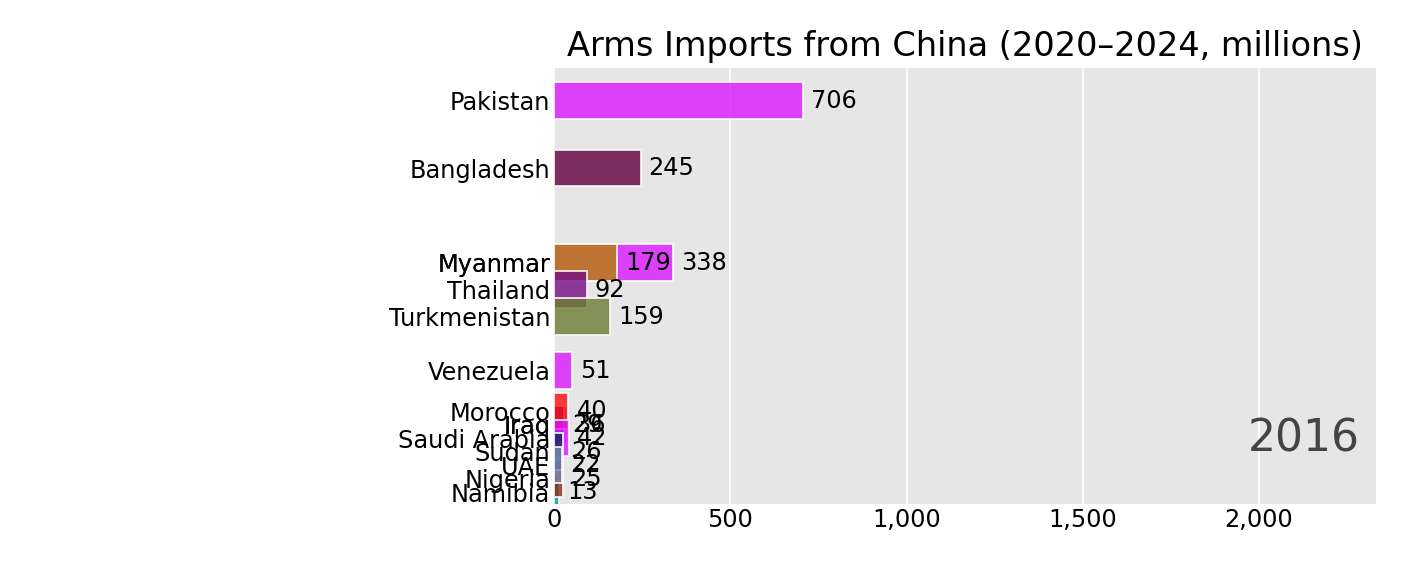 Arms Imports from China (2020–2024, millions)
Pakistan 706
Bangladesh 245
Myanmar 179 338
Thailand 92
Turkmenistan 159
Venezuela 51
Morocco 40
Saudi Arabia 42
Sudan 26
UAE 22
Nigeria 25
Namibia 13
2016
0 500 1,000 1,500 2,000